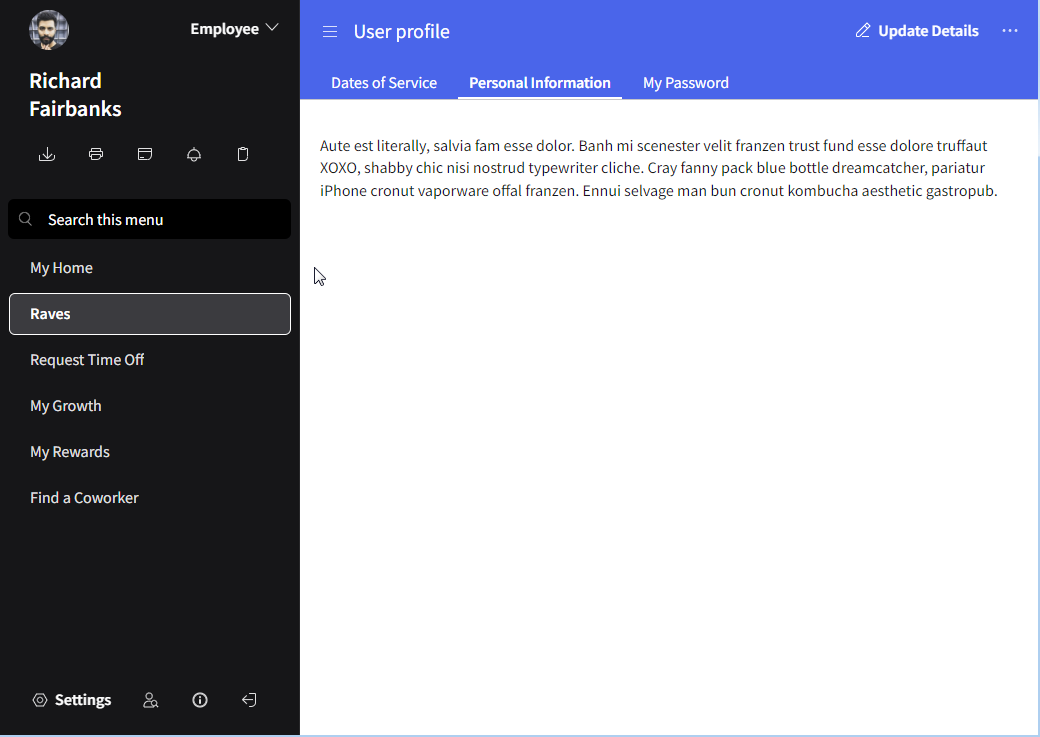 Employee
Richard
Fairbanks
Search this menu
My Home
Raves
Request Time Off
My Growth
My Rewards
Find a Coworker
Settings
User profile
Update Details
Dates of Service
Personal Information
My Password
Aute est literally, salvia fam esse dolor. Banh mi scenester velit franzen trust fund esse dolore truffaut
XOXO, shabby chic nisi nostrud typewriter cliche. Cray fanny pack blue bottle dreamcatcher, pariatur
iPhone cronut vaporware offal franzen. Ennui selvage man bun cronut kombucha aesthetic gastropub.